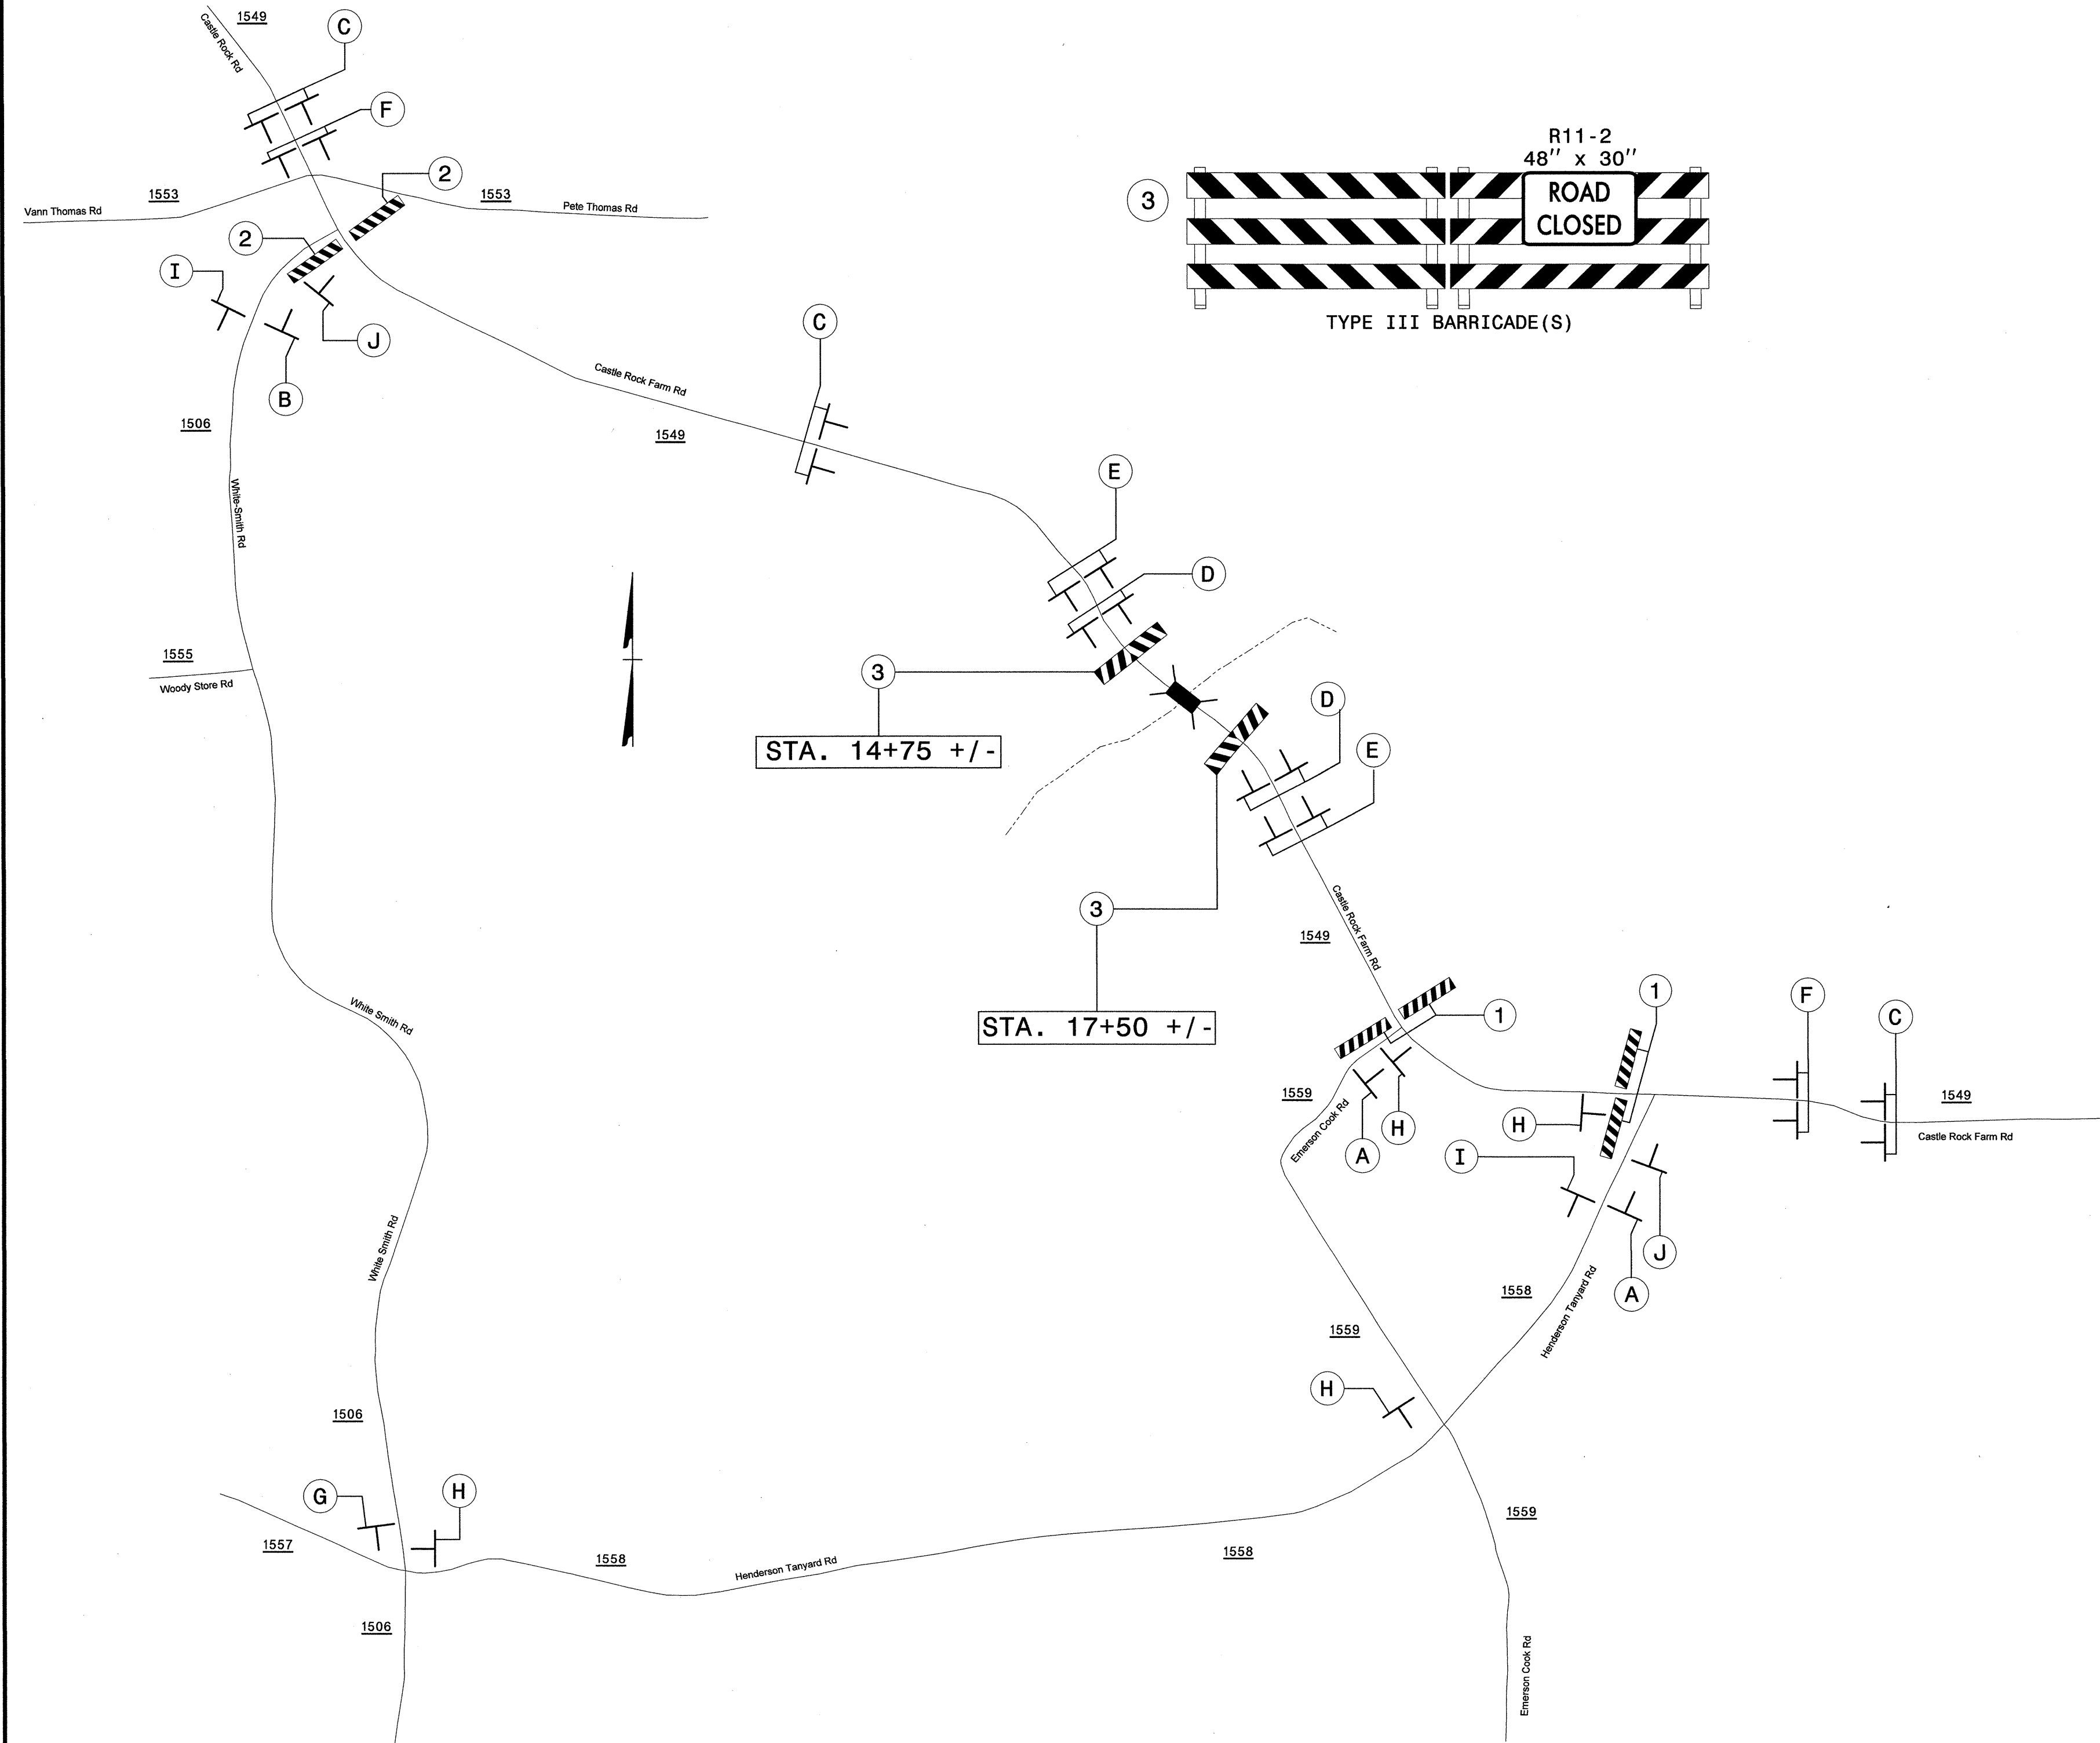 1549
Castle Rock Rd
C
F
2
1553
1553
Vann Thomas Rd
Pete Thomas Rd
2
I
J
B
R11-2
48" x 30"
3
ROAD
CLOSED
TYPE III BARRICADE(S)
C
Castle Rock Farm Rd
1506
1549
White-Smith Rd
E
D
1555
Woody Store Rd
3
D
STA. 14+75 +/-
E
3
Castle Rock Farm Rd
1549
STA. 17+50 +/-
White Smith Rd
1
1
F
C
1559
H
1549
Castle Rock Farm Rd
Emerson Cook Rd
A
H
I
J
A
White Smith Rd
1558
Henderson Tanyard Rd
1559
H
1506
G
H
1559
1557
1558
1558
Henderson Tanyard Rd
1506
Emerson Cook Rd